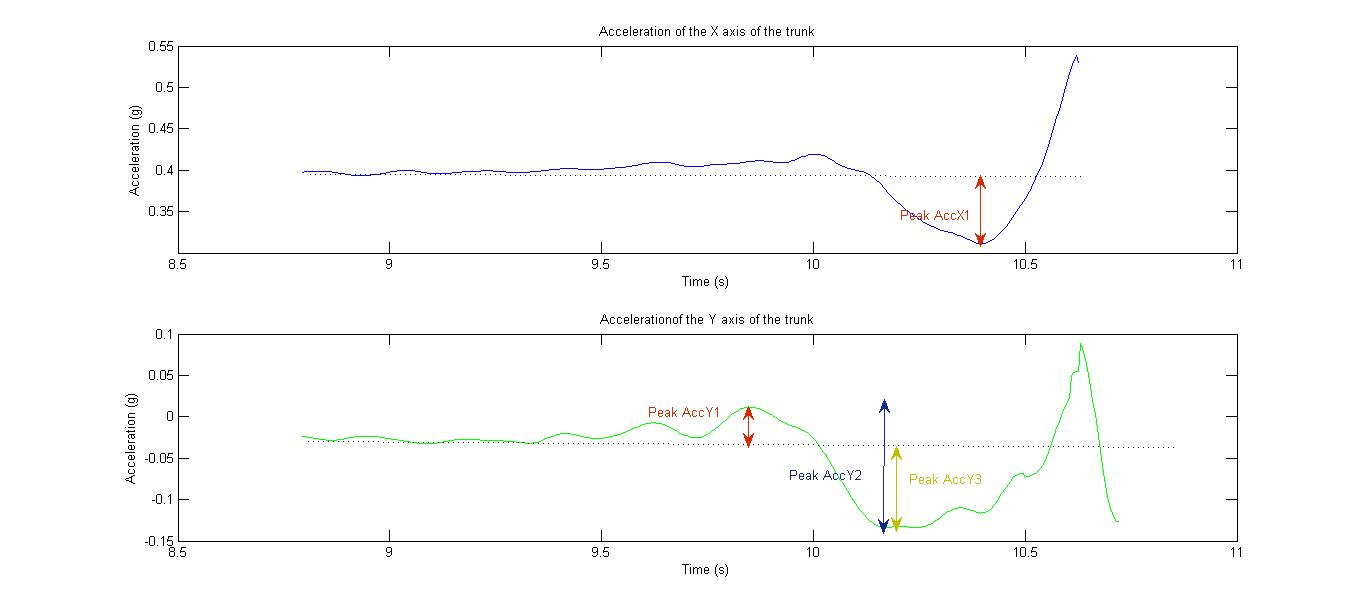 Acceleration of the X axis of the trunk
0.55
0.5
0.45
0.4
0.35
Acceleration (g)
Peak AccX1
8.5 9 9.5 10 10.5 11
Time (s)
Accelerationof the Y axis of the trunk
0.1
0.05
0
-0.05
-0.1
-0.15
Acceleration (g)
Peak AccY1
Peak AccY2
Peak AccY3
8.5 9 9.5 10 10.5 11
Time (s)